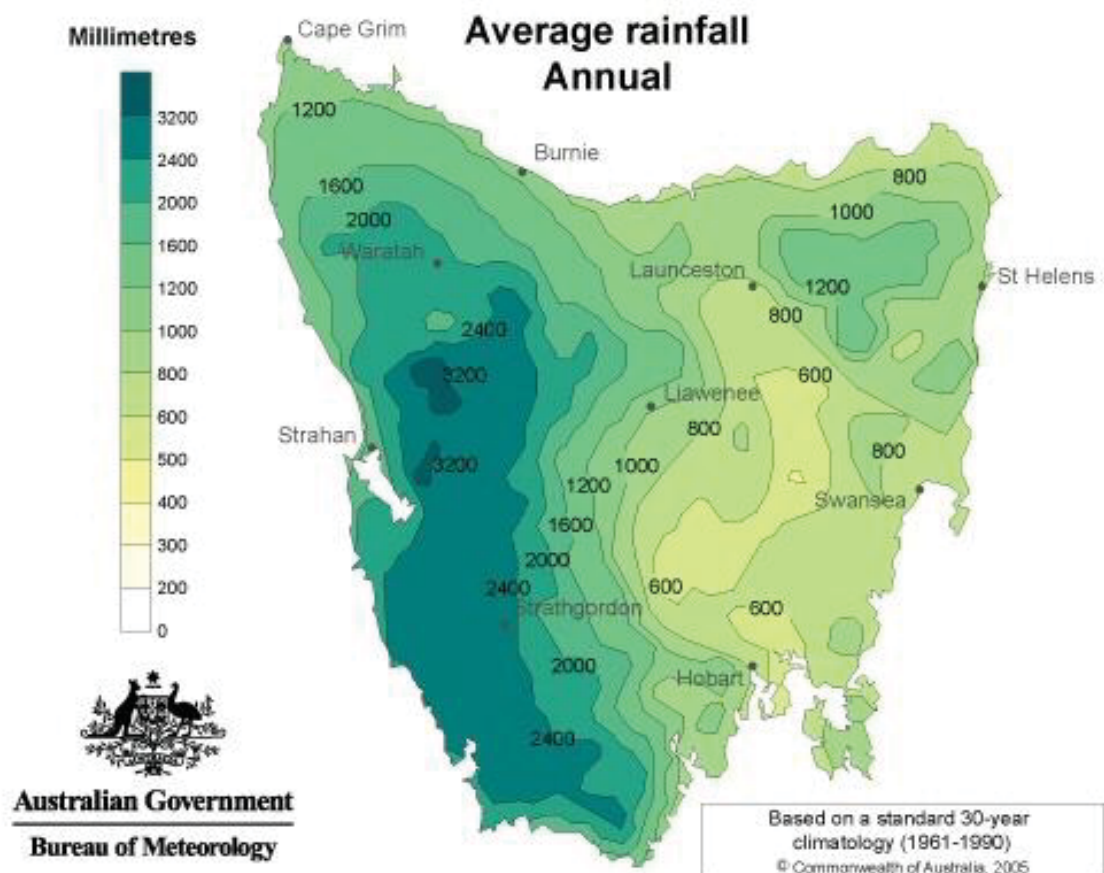 Average rainfall
Annual
Millimetres
3200
2400
2000
1600
1200
1000
800
600
500
400
300
200
0
Cape Grim
1200
Burnie
1600
800
2000
1000
Waratah
Launceston
St Helens
1200
2400
800
3200
600
Liawenee
Strahan
800
800
3200
1000
1200
Swansea
1600
2000
2400
600
Strathgordon
600
2000
Hobart
2400
Australian Government
Bureau of Meteorology
Based on a standard 30-year
climatology (1961-1990)
© Commonwealth of Australia, 2005